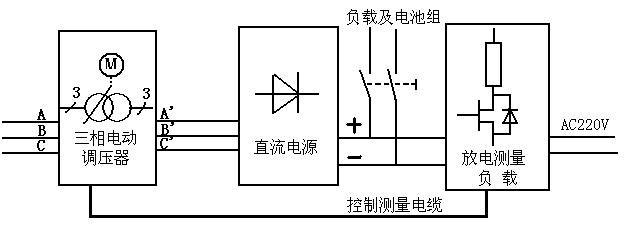 负载及电池组
M
3
3
A
B
C
A'
B'
C'
三相电动
调压器
直流电源
+
−
放电测量
负 载
AC220V
控制测量电缆